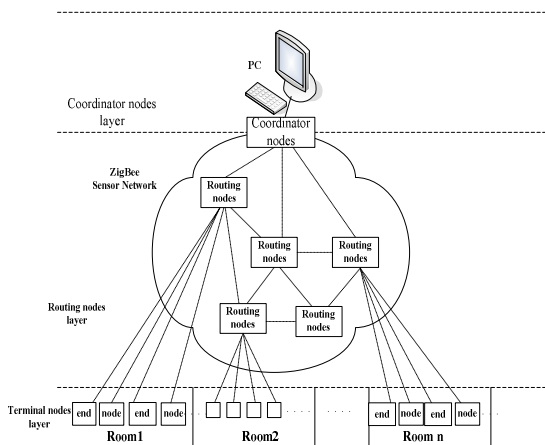 PC
Coordinator nodes
layer
Coordinator
nodes
ZigBee
Sensor Network
Routing
nodes
Routing
nodes
Routing
nodes
Routing nodes
layer
Routing
nodes
Routing
nodes
Terminal nodes
layer
end
node
end
node
end
node
end
node
Room1
Room2
Room n